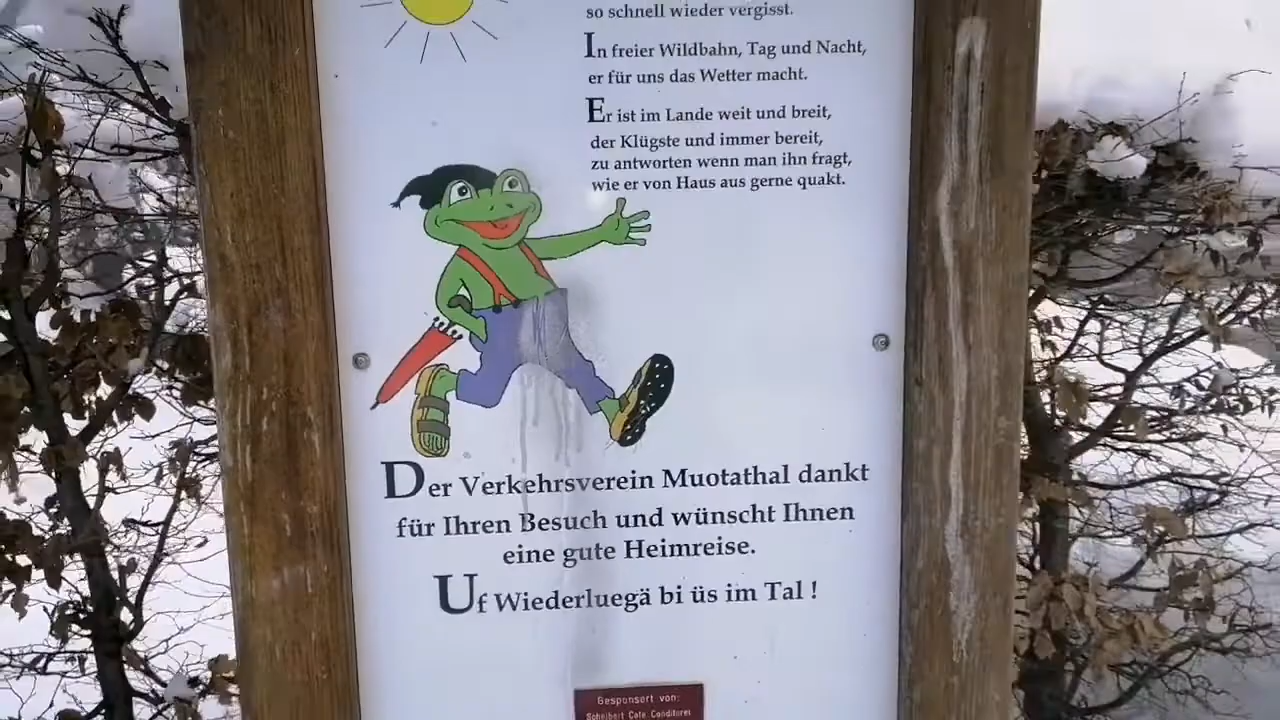 so schnell wieder vergisst.
In freier Wildbahn, Tag und Nacht,
er für uns das Wetter macht.
Er ist im Lande weit und breit,
der Klügste und immer bereit,
zu antworten wenn man ihn fragt,
wie er von Haus aus gerne quakt.
Der Verkehrsverein Muotathal dankt
für Ihren Besuch und wünscht Ihnen
eine gute Heimreise.
Uf Wiederluegä bi üs im Tal !
Gesponsert von:
Schelbert Cafe Conditorei